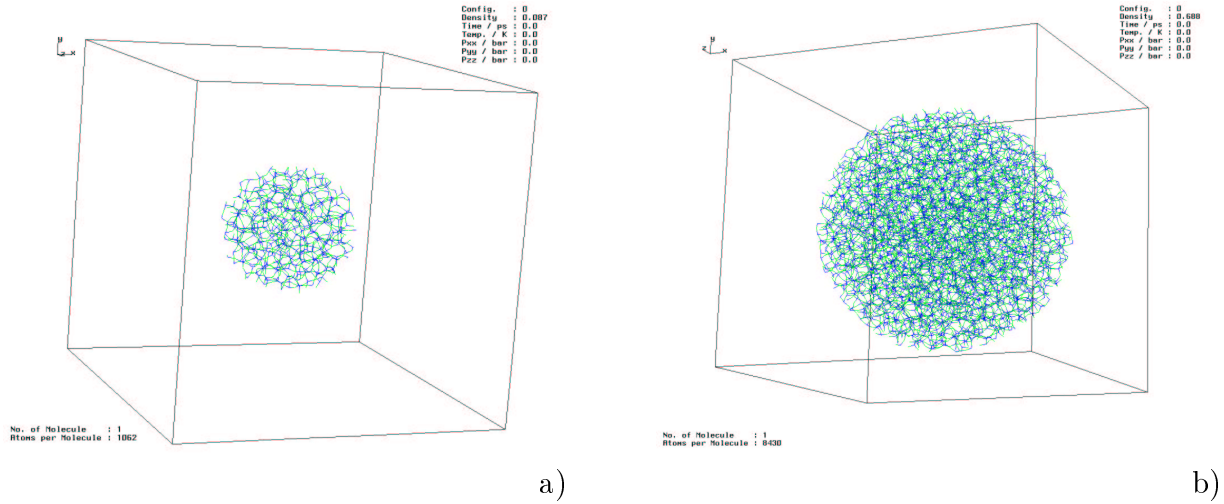 Config. : 0
Density : 0.087
Time / ps : 0.0
Temp. / K : 0.0
Pxx / bar : 0.0
Pyy / bar : 0.0
Pzz / bar : 0.0
y
z x
No. of Molecule : 1
Atoms per Molecule : 1062
a)
Config. : 0
Density : 0.688
Time / ps : 0.0
Temp. / K : 0.0
Pxx / bar : 0.0
Pyy / bar : 0.0
Pzz / bar : 0.0
y
z x
No. of Molecule : 1
Atoms per Molecule : 8430
b)